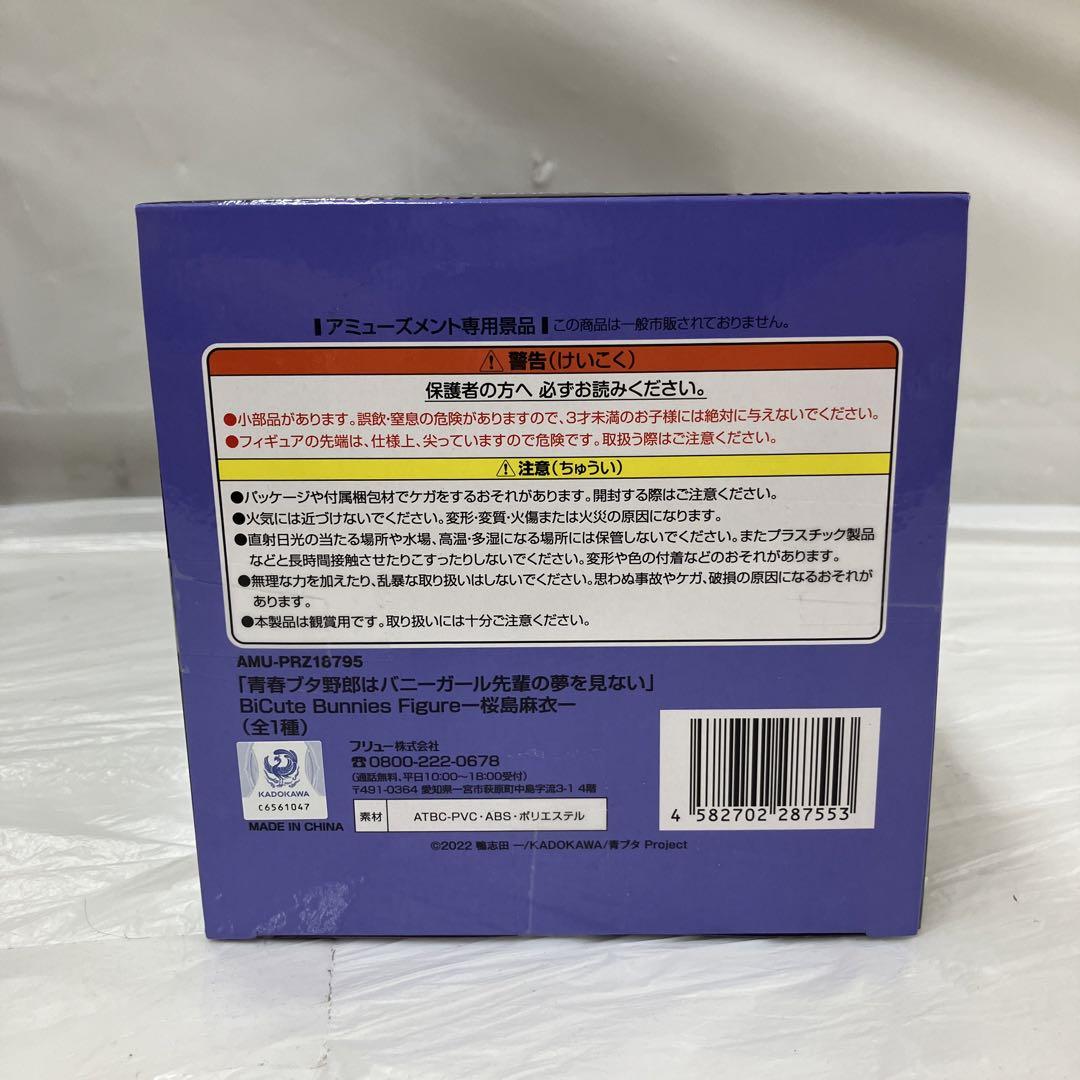 アミューズメント専用景品 この商品は一般市販されておりません。
警告(けいこく)
保護者の方へ 必ずお読みください。
●小部品があります。誤飲・窒息の危険がありますので、3才未満のお子様には絶対に与えないでください。
●フィギュアの先端は、仕様上、尖っていますので危険です。取扱う際はご注意ください。
注意(ちゅうい)
●パッケージや付属梱包材でケガをするおそれがあります。開封する際はご注意ください。
●火気には近づけないでください。変形・変質・火傷または火災の原因になります。
●直射日光の当たる場所や水場、高温・多湿になる場所には保管しないでください。またプラスチック製品
などと長時間接触させたりこすったりしないでください。変形や色の付着などのおそれがあります。
●無理な力を加えたり、乱暴な取り扱いはしないでください。思わぬ事故やケガ、破損の原因になるおそれが
あります。
●本製品は観賞用です。取り扱いには十分ご注意ください。
AMU-PRZ18795
「青春ブタ野郎はバニーガール先輩の夢を見ない」
BiCute Bunnies Figureー桜島麻衣ー
(全1種)
フリュー株式会社
☎0800-222-0678
(通話無料、平日10:00~18:00受付)
〒491-0364 愛知県一宮市萩原町中島字流3-1 4階
KADOKAWA
C6561047
MADE IN CHINA
素材 ATBC-PVC・ABS・ポリエステル
4 582702 287553
©2022 鴨志田 一/KADOKAWA/青ブタ Project